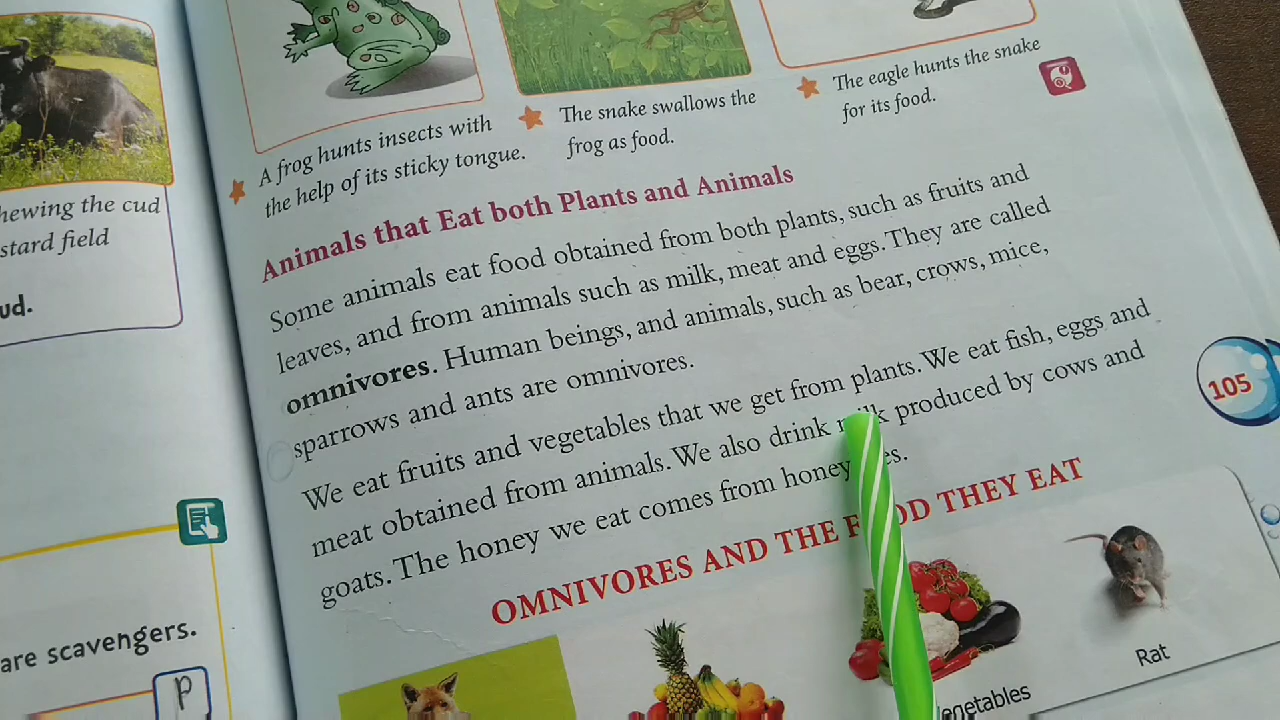 hewing the cud
stard field
ud.
are scavengers.
P
A frog hunts insects with
the help of its sticky tongue.
The snake swallows the
frog as food.
The eagle hunts the snake
for its food.
Animals that Eat both Plants and Animals
Some animals eat food obtained from both plants, such as fruits and
leaves, and from animals such as milk, meat and eggs. They are called
omnivores. Human beings, and animals, such as bear, crows, mice,
sparrows and ants are omnivores.
We eat fruits and vegetables that we get from plants. We eat fish, eggs and
meat obtained from animals. We also drink milk produced by cows and
goats. The honey we eat comes from honey
OMNIVORES AND THE FOOD THEY EAT
egetables
Rat
105